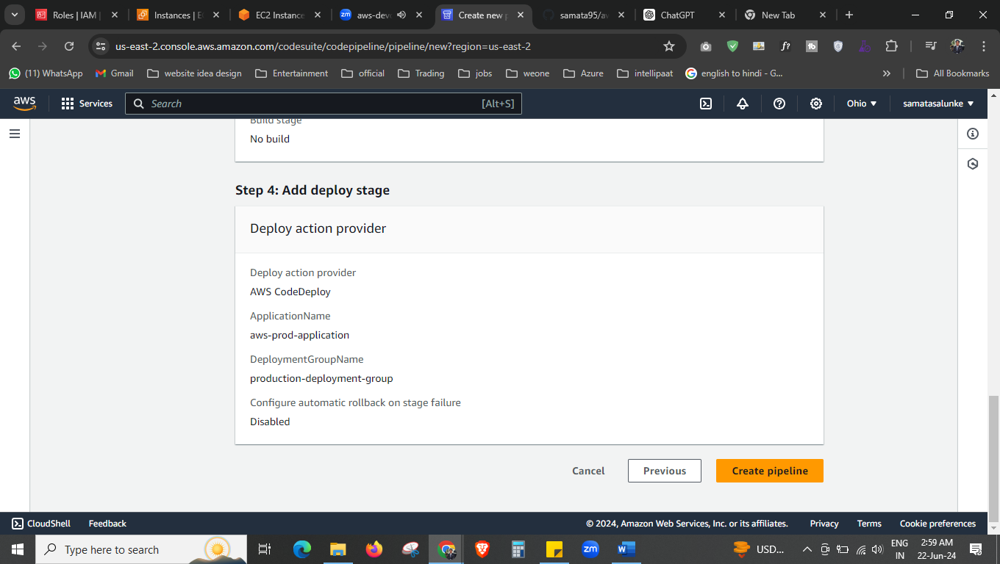 Roles | IAM
Instances | E
EC2 Instance
zm aws-dev
Create new p
samata95/av
ChatGPT
New Tab
us-east-2.console.aws.amazon.com/codesuite/codepipeline/pipeline/new?region=us-east-2
f?
(11) WhatsApp
Gmail
website idea design
Entertainment
official
Trading
jobs
weone
Azure
intellipaat
english to hindi - G...
All Bookmarks
aws
Services
Search
[Alt+S]
Ohio
samatasalunke
Build stage
No build
Step 4: Add deploy stage
Deploy action provider
Deploy action provider
AWS CodeDeploy
ApplicationName
aws-prod-application
DeploymentGroupName
production-deployment-group
Configure automatic rollback on stage failure
Disabled
Cancel
Previous
Create pipeline
CloudShell
Feedback
© 2024, Amazon Web Services, Inc. or its affiliates.
Privacy
Terms
Cookie preferences
Type here to search
zm
USD...
ENG
IN
2:59 AM
22-Jun-24